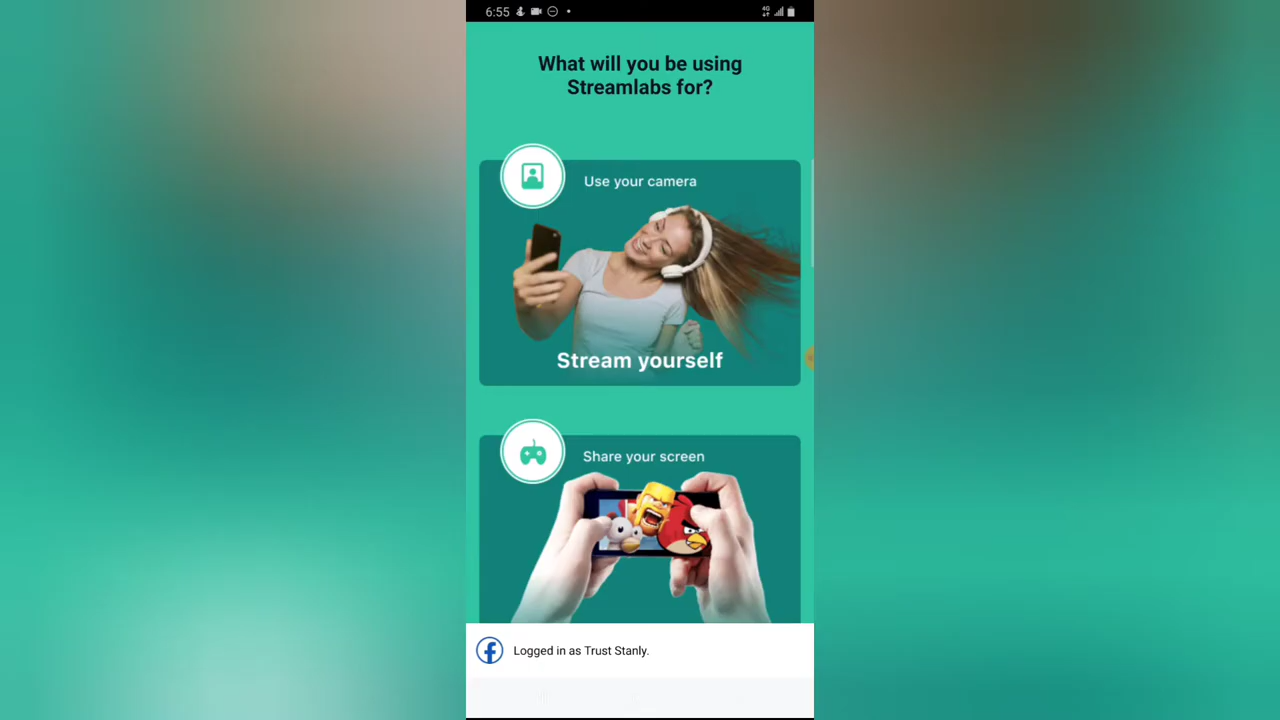 6:55
4G
What will you be using
Streamlabs for?
Use your camera
Stream yourself
Share your screen
Logged in as Trust Stanly.